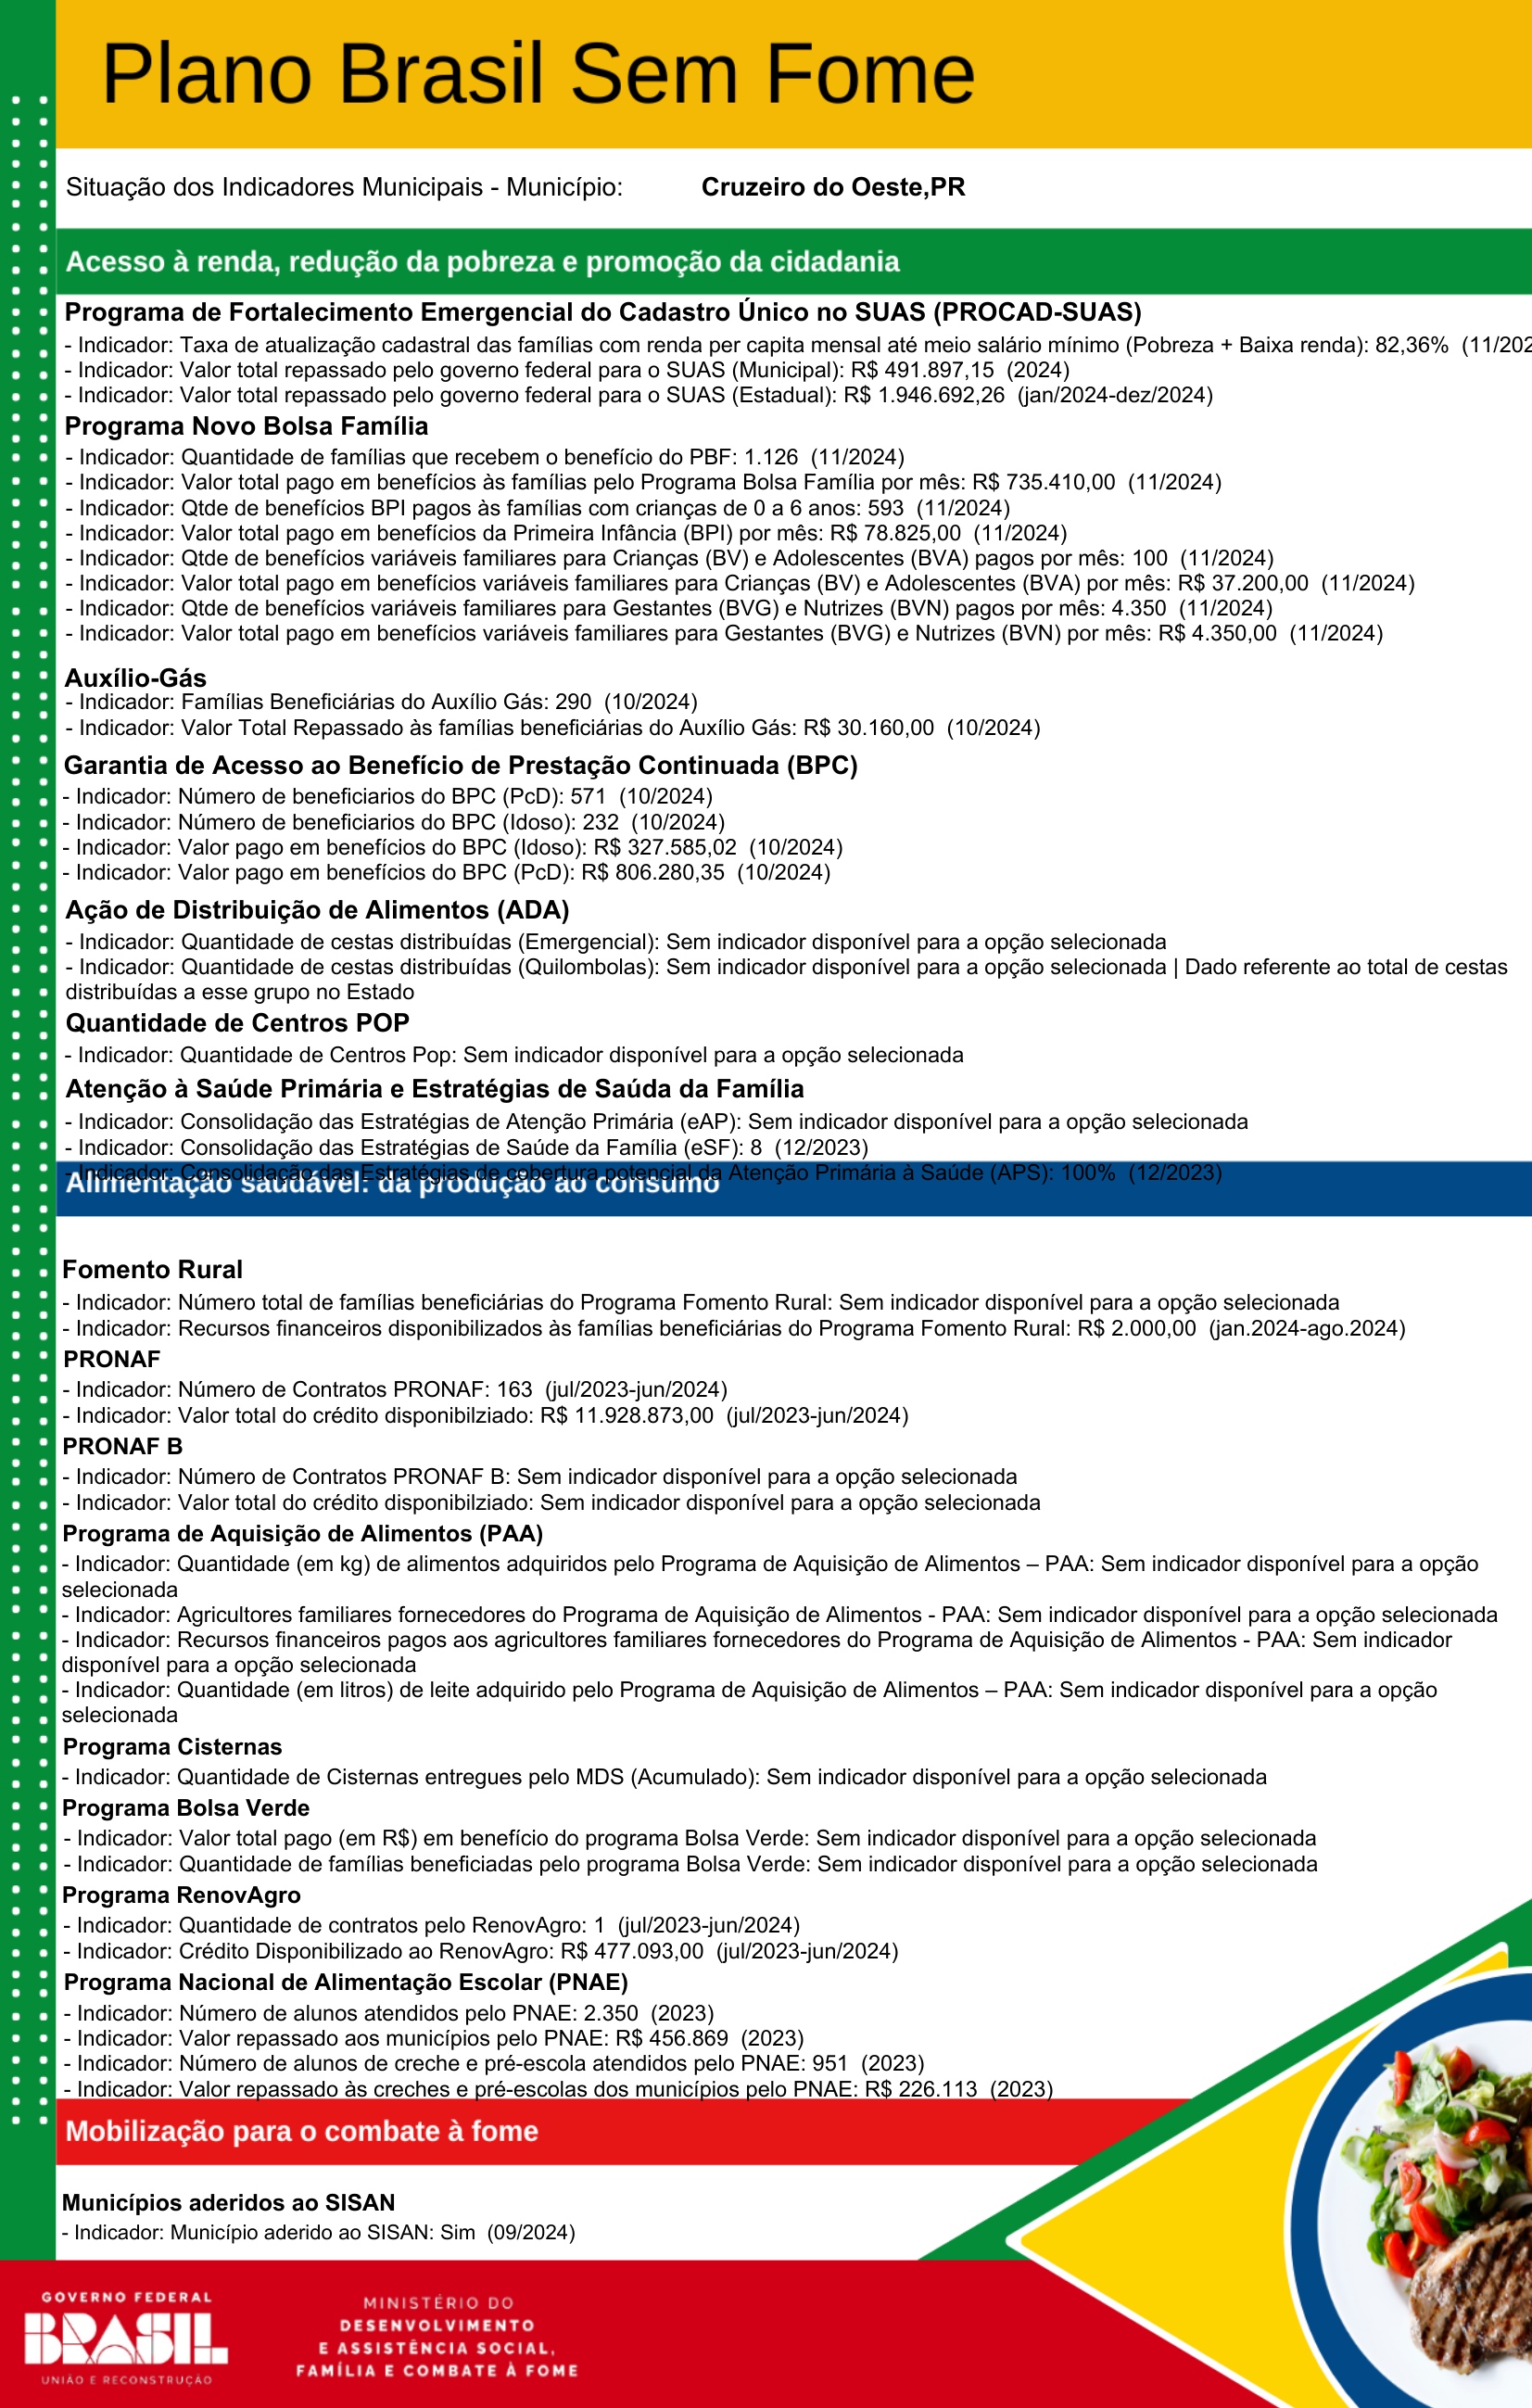 Plano Brasil Sem Fome
Situação dos Indicadores Municipais - Município: Cruzeiro do Oeste,PR
Acesso à renda, redução da pobreza e promoção da cidadania
Programa de Fortalecimento Emergencial do Cadastro Único no SUAS (PROCAD-SUAS)
- Indicador: Taxa de atualização cadastral das famílias com renda per capita mensal até meio salário mínimo (Pobreza + Baixa renda): 82,36% (11/202
- Indicador: Valor total repassado pelo governo federal para o SUAS (Municipal): R$ 491.897,15 (2024)
- Indicador: Valor total repassado pelo governo federal para o SUAS (Estadual): R$ 1.946.692,26 (jan/2024-dez/2024)
Programa Novo Bolsa Família
- Indicador: Quantidade de famílias que recebem o benefício do PBF: 1.126 (11/2024)
- Indicador: Valor total pago em benefícios às famílias pelo Programa Bolsa Família por mês: R$ 735.410,00 (11/2024)
- Indicador: Qtde de benefícios BPI pagos às famílias com crianças de 0 a 6 anos: 593 (11/2024)
- Indicador: Valor total pago em benefícios da Primeira Infância (BPI) por mês: R$ 78.825,00 (11/2024)
- Indicador: Qtde de benefícios variáveis familiares para Crianças (BV) e Adolescentes (BVA) pagos por mês: 100 (11/2024)
- Indicador: Valor total pago em benefícios variáveis familiares para Crianças (BV) e Adolescentes (BVA) por mês: R$ 37.200,00 (11/2024)
- Indicador: Qtde de benefícios variáveis familiares para Gestantes (BVG) e Nutrizes (BVN) pagos por mês: 4.350 (11/2024)
- Indicador: Valor total pago em benefícios variáveis familiares para Gestantes (BVG) e Nutrizes (BVN) por mês: R$ 4.350,00 (11/2024)
Auxílio-Gás
- Indicador: Famílias Beneficiárias do Auxílio Gás: 290 (10/2024)
- Indicador: Valor Total Repassado às famílias beneficiárias do Auxílio Gás: R$ 30.160,00 (10/2024)
Garantia de Acesso ao Benefício de Prestação Continuada (BPC)
- Indicador: Número de beneficiarios do BPC (PcD): 571 (10/2024)
- Indicador: Número de beneficiarios do BPC (Idoso): 232 (10/2024)
- Indicador: Valor pago em benefícios do BPC (Idoso): R$ 327.585,02 (10/2024)
- Indicador: Valor pago em benefícios do BPC (PcD): R$ 806.280,35 (10/2024)
Ação de Distribuição de Alimentos (ADA)
- Indicador: Quantidade de cestas distribuídas (Emergencial): Sem indicador disponível para a opção selecionada
- Indicador: Quantidade de cestas distribuídas (Quilombolas): Sem indicador disponível para a opção selecionada | Dado referente ao total de cestas
distribuídas a esse grupo no Estado
Quantidade de Centros POP
- Indicador: Quantidade de Centros Pop: Sem indicador disponível para a opção selecionada
Atenção à Saúde Primária e Estratégias de Saúda da Família
- Indicador: Consolidação das Estratégias de Atenção Primária (eAP): Sem indicador disponível para a opção selecionada
- Indicador: Consolidação das Estratégias de Saúde da Família (eSF): 8 (12/2023)
- Indicador: Consolidação das Estratégias de cobertura potencial da Atenção Primária à Saúde (APS): 100% (12/2023)
Alimentação saudável: da produção ao consumo
Fomento Rural
- Indicador: Número total de famílias beneficiárias do Programa Fomento Rural: Sem indicador disponível para a opção selecionada
- Indicador: Recursos financeiros disponibilizados às famílias beneficiárias do Programa Fomento Rural: R$ 2.000,00 (jan.2024-ago.2024)
PRONAF
- Indicador: Número de Contratos PRONAF: 163 (jul/2023-jun/2024)
- Indicador: Valor total do crédito disponibilziado: R$ 11.928.873,00 (jul/2023-jun/2024)
PRONAF B
- Indicador: Número de Contratos PRONAF B: Sem indicador disponível para a opção selecionada
- Indicador: Valor total do crédito disponibilziado: Sem indicador disponível para a opção selecionada
Programa de Aquisição de Alimentos (PAA)
- Indicador: Quantidade (em kg) de alimentos adquiridos pelo Programa de Aquisição de Alimentos – PAA: Sem indicador disponível para a opção
selecionada
- Indicador: Agricultores familiares fornecedores do Programa de Aquisição de Alimentos - PAA: Sem indicador disponível para a opção selecionada
- Indicador: Recursos financeiros pagos aos agricultores familiares fornecedores do Programa de Aquisição de Alimentos - PAA: Sem indicador
disponível para a opção selecionada
- Indicador: Quantidade (em litros) de leite adquirido pelo Programa de Aquisição de Alimentos – PAA: Sem indicador disponível para a opção
selecionada
Programa Cisternas
- Indicador: Quantidade de Cisternas entregues pelo MDS (Acumulado): Sem indicador disponível para a opção selecionada
Programa Bolsa Verde
- Indicador: Valor total pago (em R$) em benefício do programa Bolsa Verde: Sem indicador disponível para a opção selecionada
- Indicador: Quantidade de famílias beneficiadas pelo programa Bolsa Verde: Sem indicador disponível para a opção selecionada
Programa RenovAgro
- Indicador: Quantidade de contratos pelo RenovAgro: 1 (jul/2023-jun/2024)
- Indicador: Crédito Disponibilizado ao RenovAgro: R$ 477.093,00 (jul/2023-jun/2024)
Programa Nacional de Alimentação Escolar (PNAE)
- Indicador: Número de alunos atendidos pelo PNAE: 2.350 (2023)
- Indicador: Valor repassado aos municípios pelo PNAE: R$ 456.869 (2023)
- Indicador: Número de alunos de creche e pré-escola atendidos pelo PNAE: 951 (2023)
- Indicador: Valor repassado às creches e pré-escolas dos municípios pelo PNAE: R$ 226.113 (2023)
Mobilização para o combate à fome
Municípios aderidos ao SISAN
- Indicador: Município aderido ao SISAN: Sim (09/2024)
GOVERNO FEDERAL
BRASIL
UNIÃO E RECONSTRUÇÃO
MINISTÉRIO DO
DESENVOLVIMENTO
E ASSISTÊNCIA SOCIAL,
FAMÍLIA E COMBATE À FOME